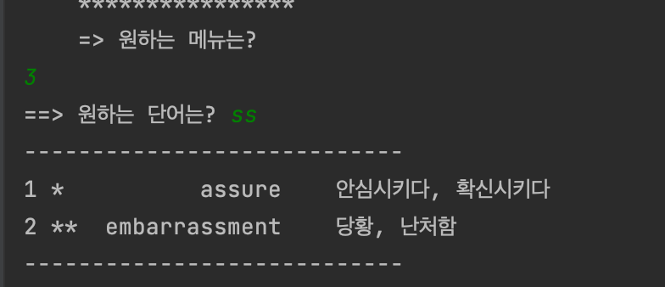 ****************
=> 원하는 메뉴는?
3
==> 원하는 단어는? ss
----------------------------
1 *          assure    안심시키다, 확신시키다
2 **  embarrassment    당황, 난처함
----------------------------